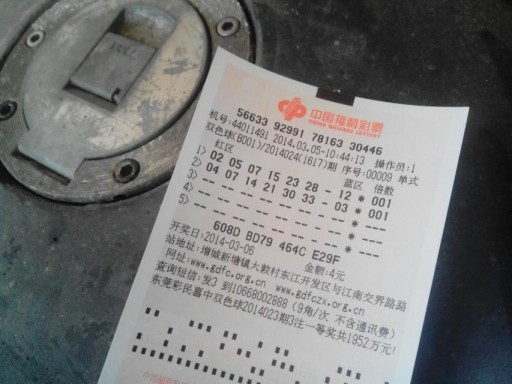 中国福利彩票
CHINA WELFARE LOTTERY
56633 92991 78163 30446
机号:44011491 2014.03.05-10:44:13 操作员:1
双色球(B001)/2014024(1617)期 序号:00009 单式
红区 蓝区 倍数
1) 02 05 07 15 23 28 - 12 * 001
2) 04 07 14 21 30 33 - 03 * 001
3) -- -- -- -- -- -- - -- * ---
4) -- -- -- -- -- -- - -- * ---
5) -- -- -- -- -- -- - -- * ---
608D BD79 464C E29F
开奖日:2014-03-06 金额:4元
站地址:增城新塘镇大敦村东江开发区与江南交界路路
网址:www.gdfc.org.cn www.gdfczx.org.cn
查询短信:发3 到10668002888 (9角/次 不含通讯费)
东莞彩民喜中双色球2014023期3注一等奖共1952万元!